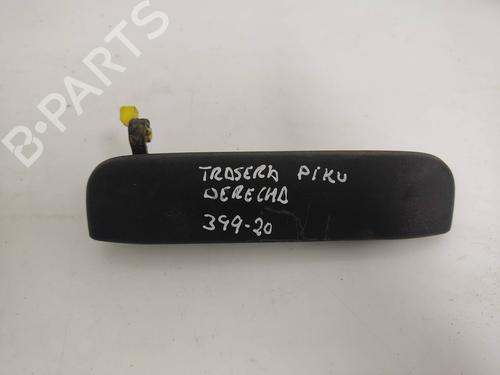 B-PARTS
TRASERA PIKU
DERECHA
399-20